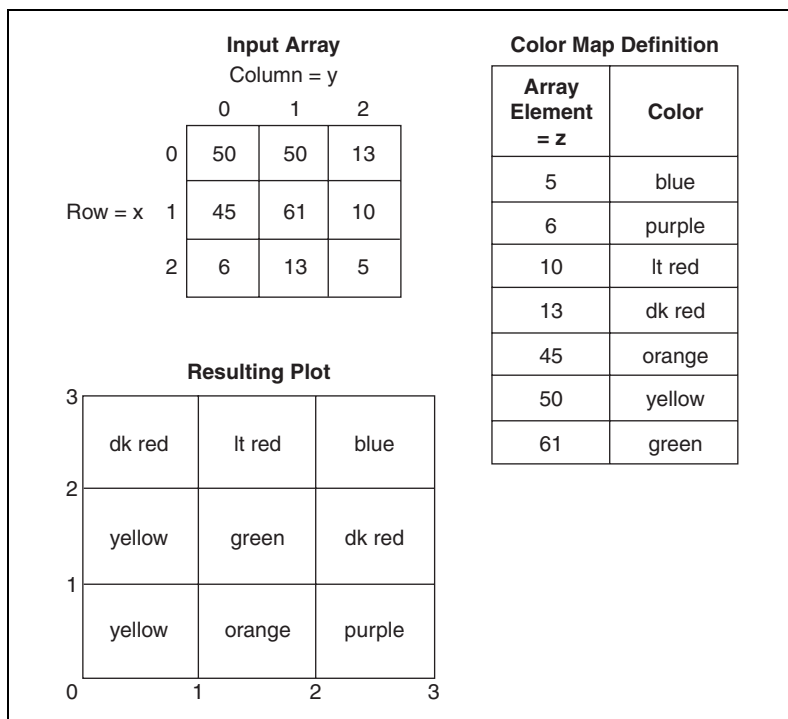 Input Array
Column = y
0 1 2
0 50 50 13
Row = x 1 45 61 10
2 6 13 5
Color Map Definition
Array Element = z Color
5 blue
6 purple
10 lt red
13 dk red
45 orange
50 yellow
61 green
Resulting Plot
3
dk red lt red blue
2
yellow green dk red
1
yellow orange purple
0 1 2 3